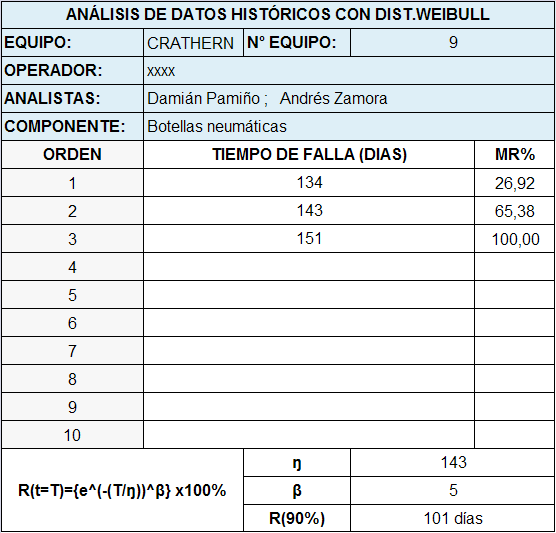 ANÁLISIS DE DATOS HISTÓRICOS CON DIST.WEIBULL
EQUIPO: CRATHERN N° EQUIPO: 9
OPERADOR: xxxx
ANALISTAS: Damián Pamiño ; Andrés Zamora
COMPONENTE: Botellas neumáticas
ORDEN TIEMPO DE FALLA (DIAS) MR%
1 134 26,92
2 143 65,38
3 151 100,00
4
5
6
7
8
9
10
R(t=T)={e^(-(T/ŋ))^β} x100%
ŋ 143
β 5
R(90%) 101 días